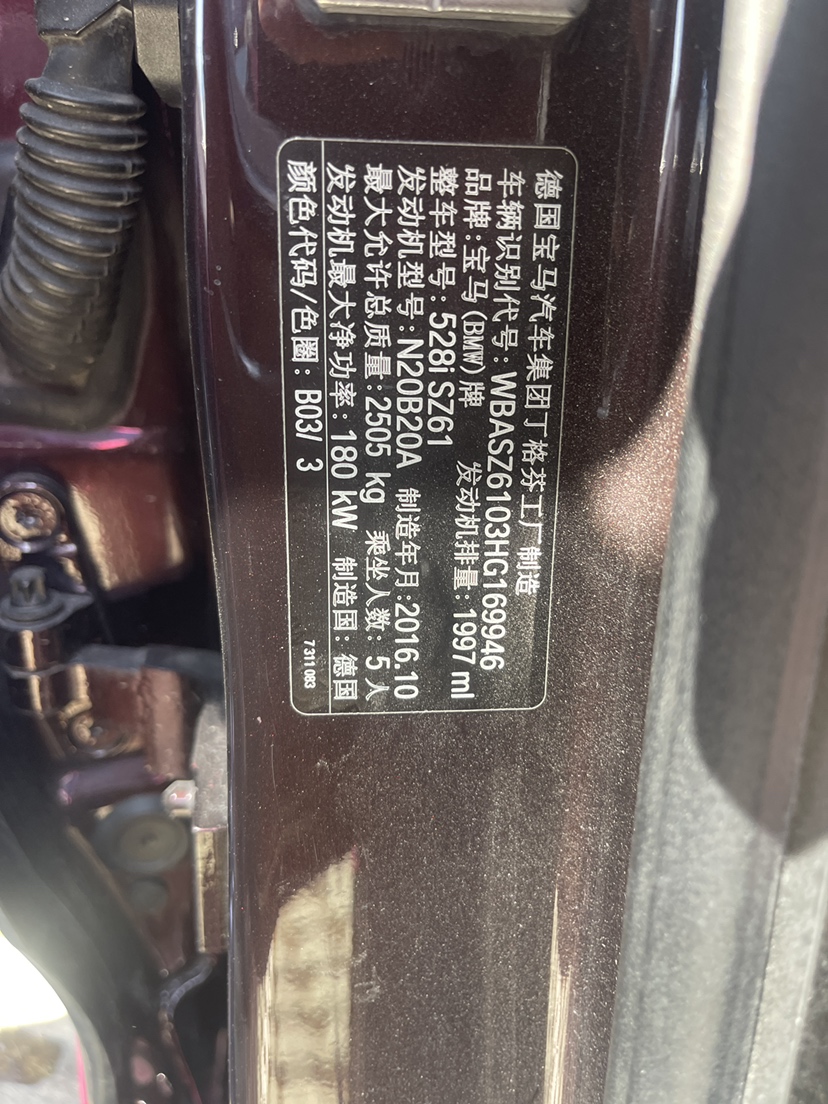 德国宝马汽车集团丁格芬工厂制造
车辆识别代号: WBASZ6103HG169946
品牌:宝马(BMW)牌 发动机排量: 1997 ml
整车型号: 528i SZ61
发动机型号: N20B20A 制造年月:2016.10
最大允许总质量: 2505 kg 乘坐人数: 5 人
发动机最大净功率: 180 kW 制造国: 德国
颜色代码/色圈: B03/ 3 7311 083